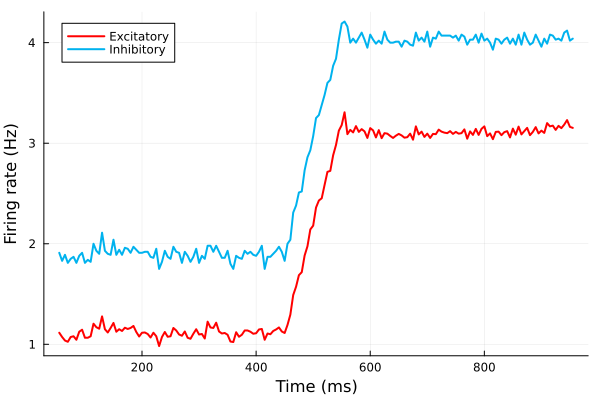 Excitatory
Inhibitory
Firing rate (Hz)
4
3
2
1
200
400
600
800
Time (ms)